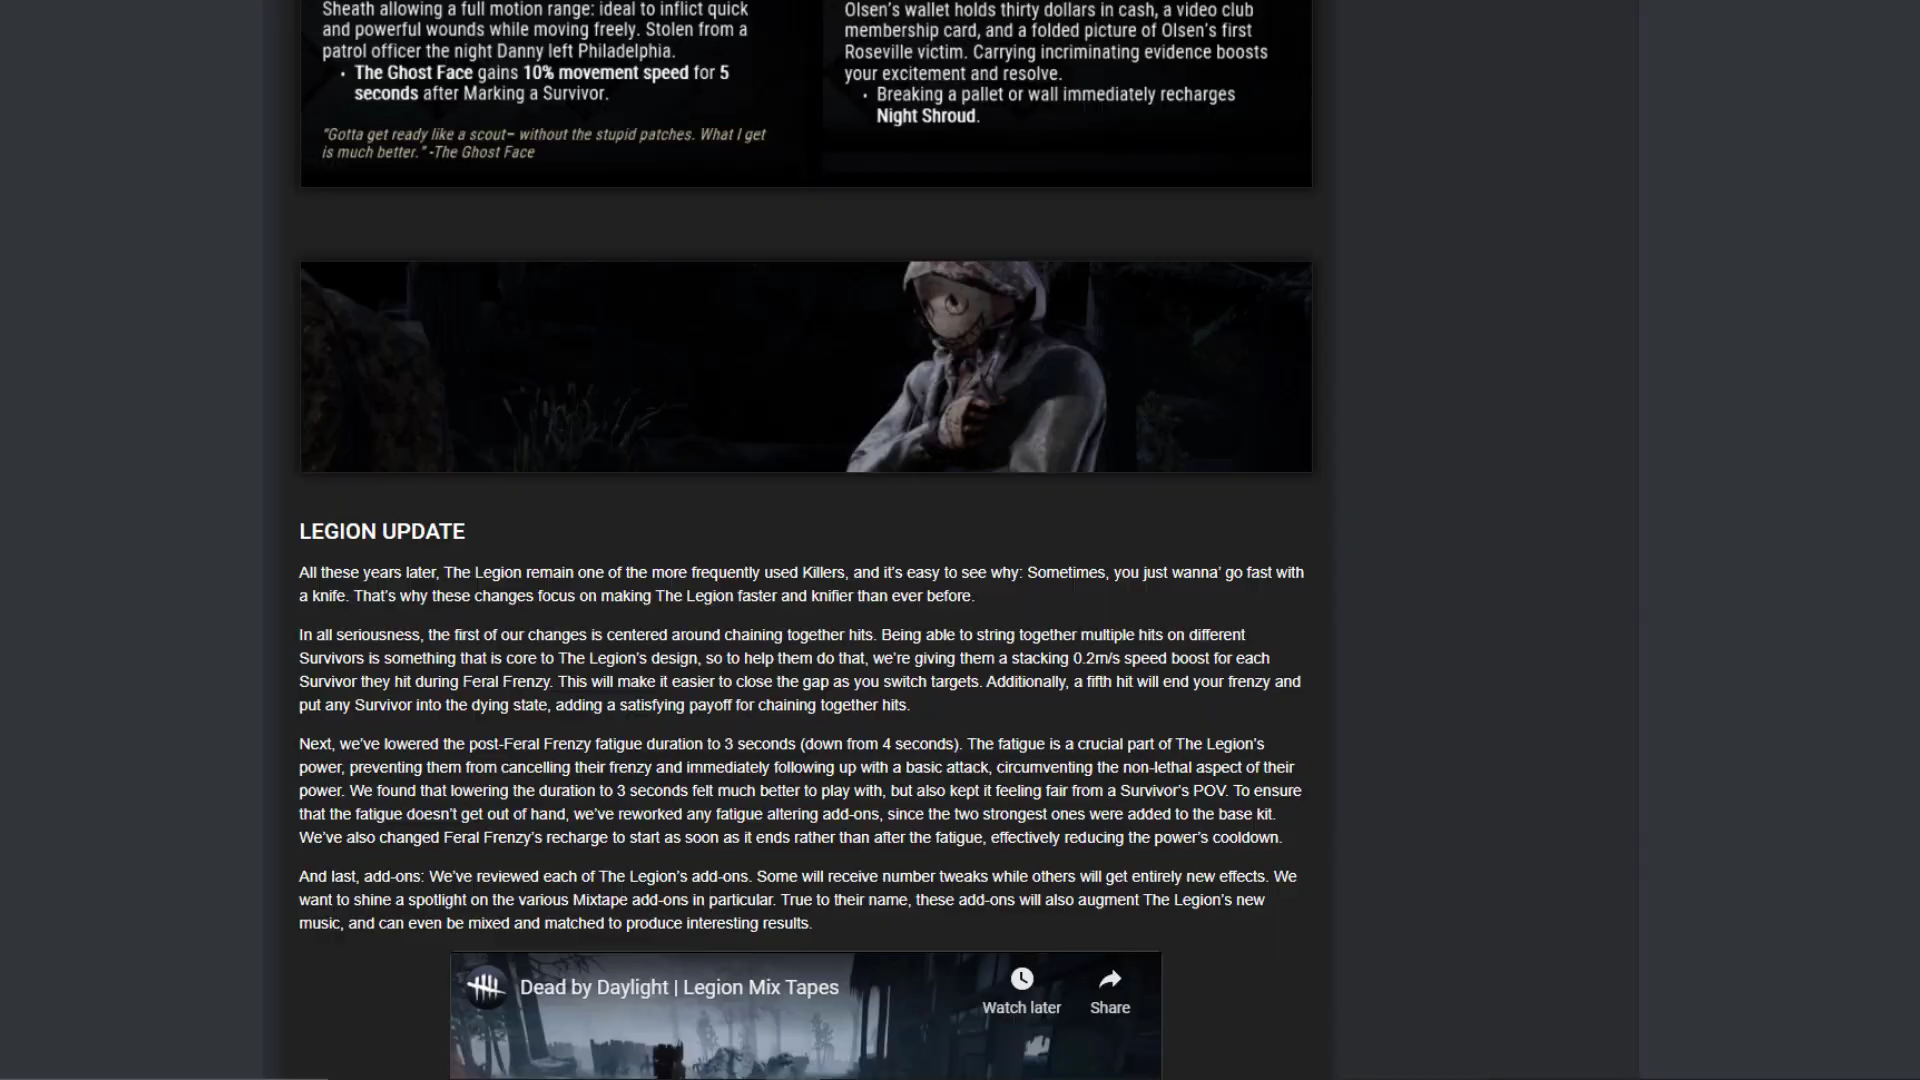 Sheath allowing a full motion range: ideal to inflict quick
and powerful wounds while moving freely. Stolen from a
patrol officer the night Danny left Philadelphia.
• The Ghost Face gains 10% movement speed for 5
seconds after Marking a Survivor.
"Gotta get ready like a scout– without the stupid patches. What I get
is much better." -The Ghost Face
Olsen's wallet holds thirty dollars in cash, a video club
membership card, and a folded picture of Olsen's first
Roseville victim. Carrying incriminating evidence boosts
your excitement and resolve.
• Breaking a pallet or wall immediately recharges
Night Shroud.
LEGION UPDATE
All these years later, The Legion remain one of the more frequently used Killers, and it's easy to see why: Sometimes, you just wanna' go fast with
a knife. That's why these changes focus on making The Legion faster and knifier than ever before.
In all seriousness, the first of our changes is centered around chaining together hits. Being able to string together multiple hits on different
Survivors is something that is core to The Legion's design, so to help them do that, we're giving them a stacking 0.2m/s speed boost for each
Survivor they hit during Feral Frenzy. This will make it easier to close the gap as you switch targets. Additionally, a fifth hit will end your frenzy and
put any Survivor into the dying state, adding a satisfying payoff for chaining together hits.
Next, we've lowered the post-Feral Frenzy fatigue duration to 3 seconds (down from 4 seconds). The fatigue is a crucial part of The Legion's
power, preventing them from cancelling their frenzy and immediately following up with a basic attack, circumventing the non-lethal aspect of their
power. We found that lowering the duration to 3 seconds felt much better to play with, but also kept it feeling fair from a Survivor's POV. To ensure
that the fatigue doesn't get out of hand, we've reworked any fatigue altering add-ons, since the two strongest ones were added to the base kit.
We've also changed Feral Frenzy's recharge to start as soon as it ends rather than after the fatigue, effectively reducing the power's cooldown.
And last, add-ons: We've reviewed each of The Legion's add-ons. Some will receive number tweaks while others will get entirely new effects. We
want to shine a spotlight on the various Mixtape add-ons in particular. True to their name, these add-ons will also augment The Legion's new
music, and can even be mixed and matched to produce interesting results.
Dead by Daylight | Legion Mix Tapes
Watch later
Share